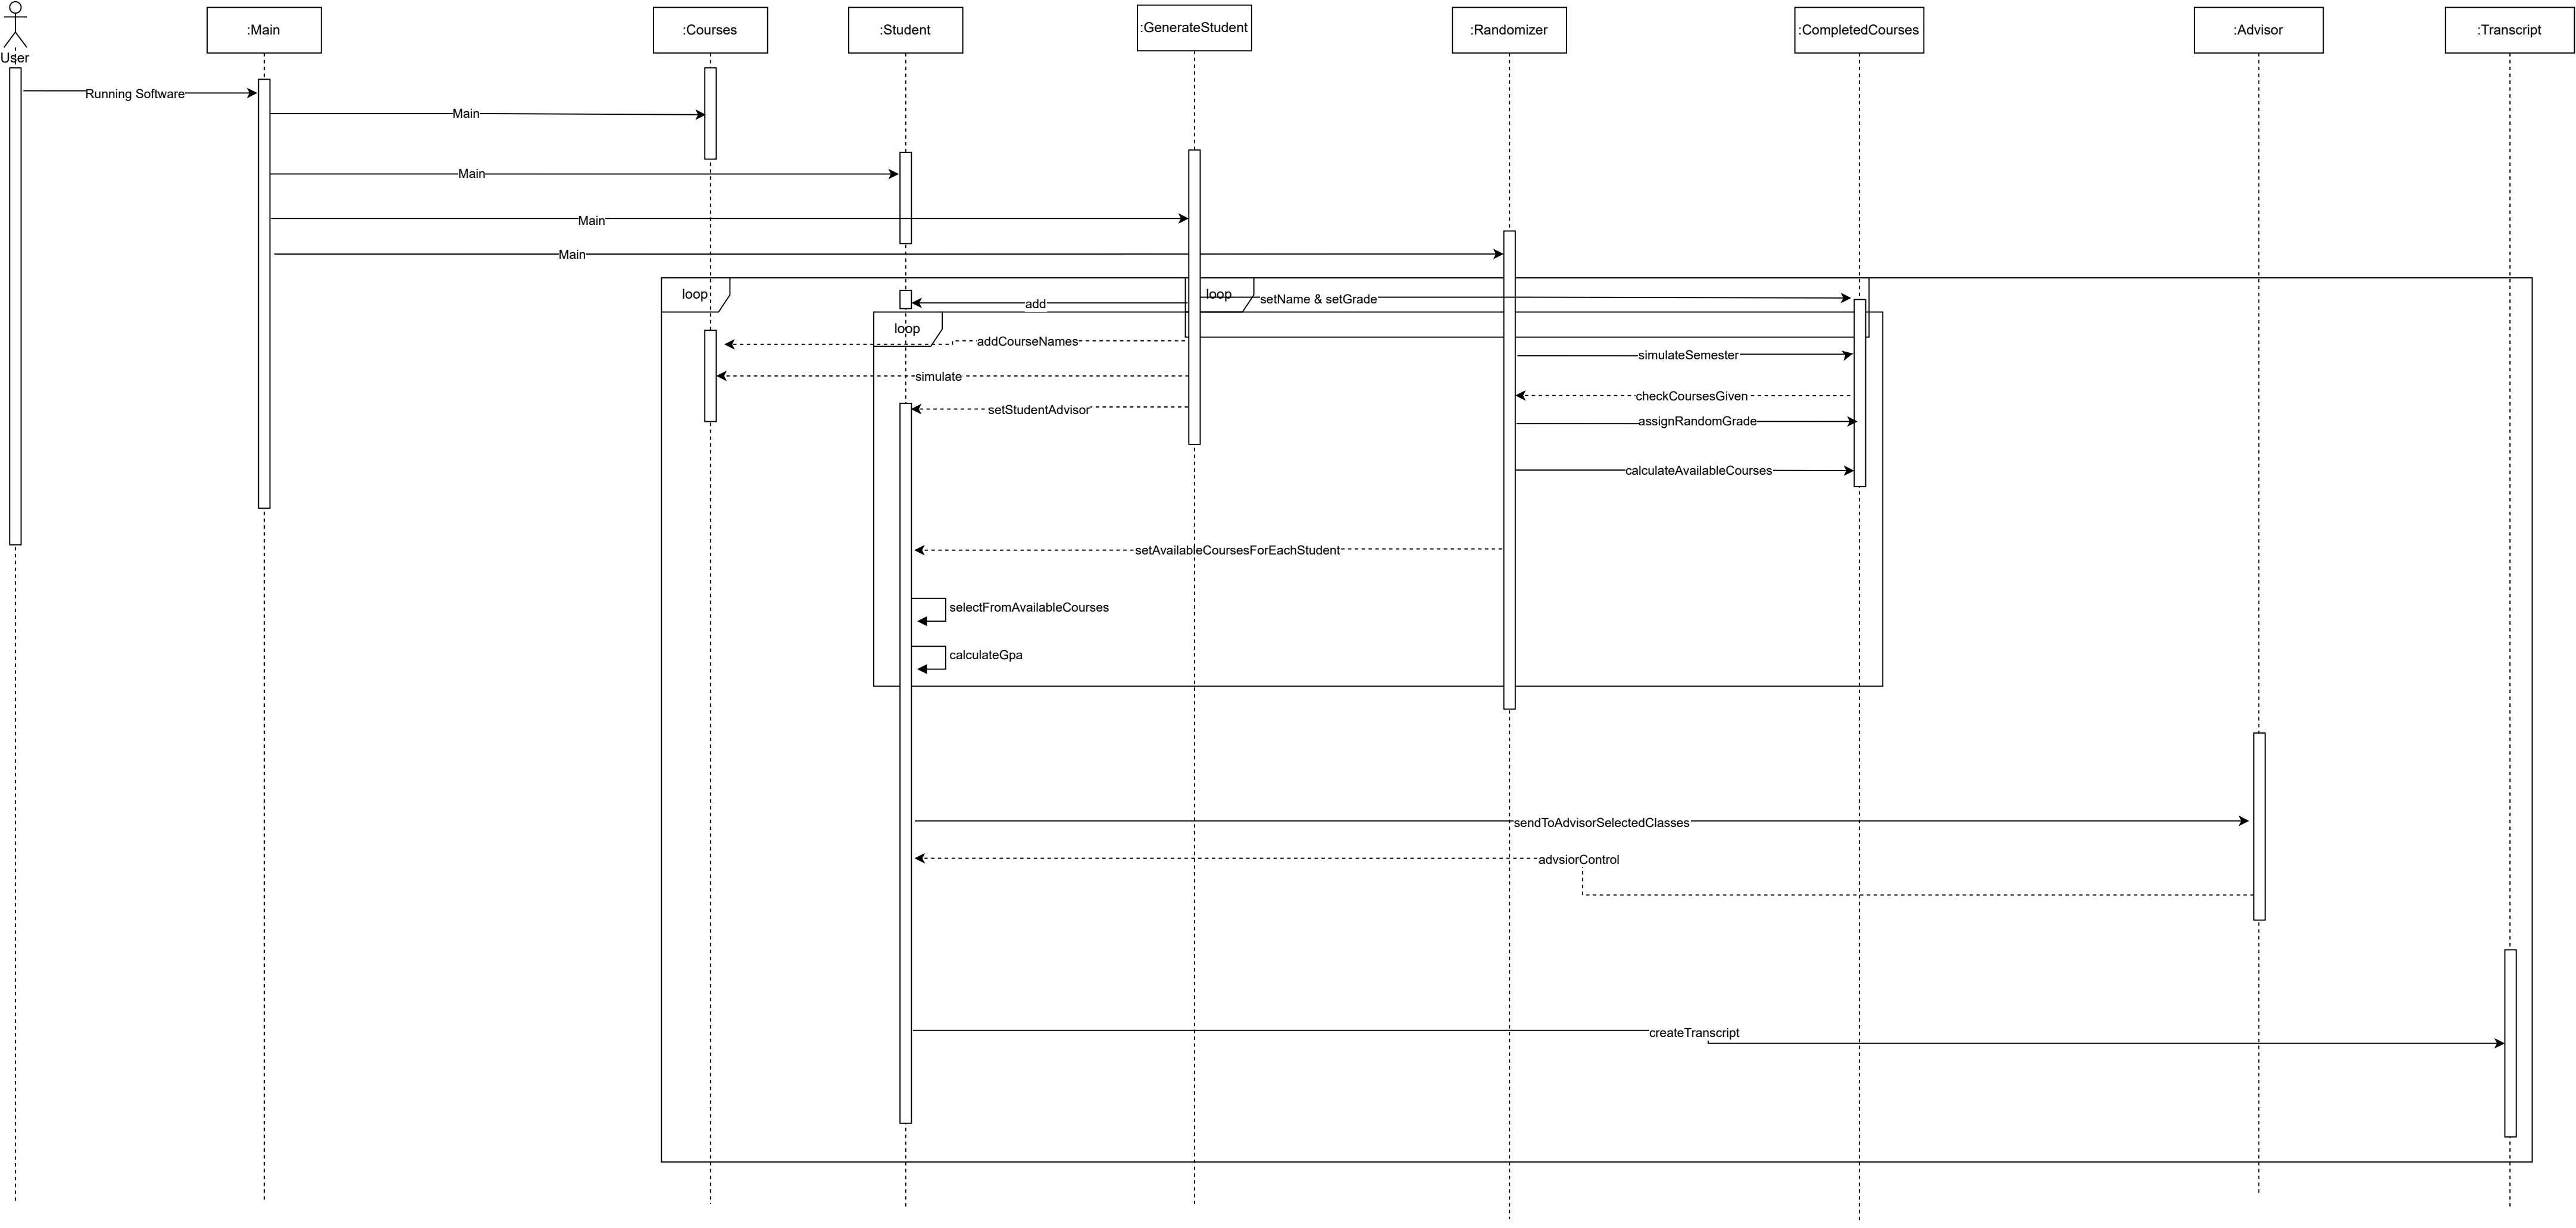 User
:Main
:Courses
:Student
:GenerateStudent
:Randomizer
:CompletedCourses
:Advisor
:Transcript
Running Software
Main
Main
Main
Main
loop
loop
setName & setGrade
add
loop
addCourseNames
simulateSemester
simulate
checkCoursesGiven
setStudentAdvisor
assignRandomGrade
calculateAvailableCourses
setAvailableCoursesForEachStudent
selectFromAvailableCourses
calculateGpa
sendToAdvisorSelectedClasses
advsiorControl
createTranscript